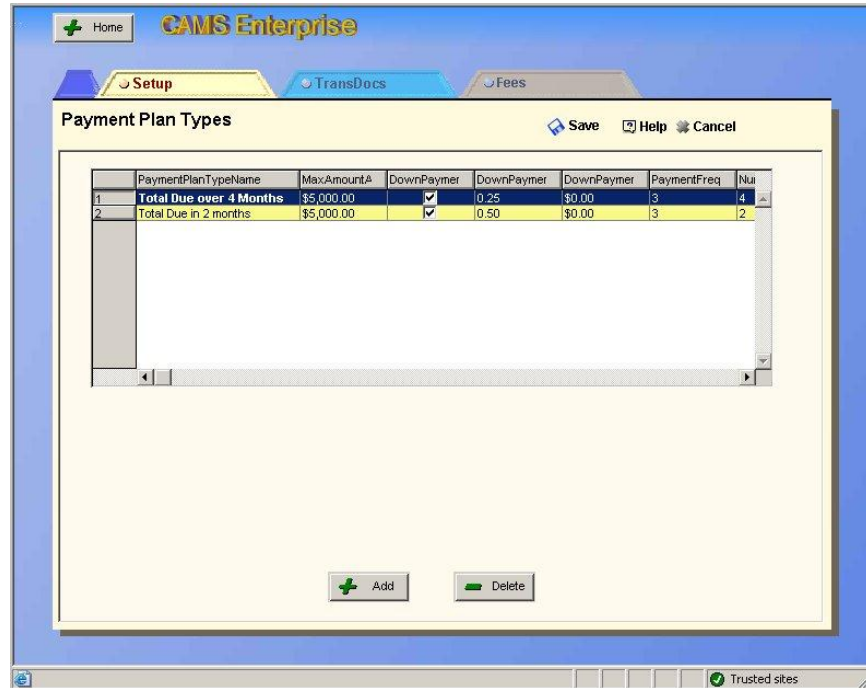 Home CAMS Enterprise
Setup TransDocs Fees
Payment Plan Types Save Help Cancel
PaymentPlanTypeName MaxAmountA DownPaymer DownPaymer DownPaymer PaymentFreq Nur
1 Total Due over 4 Months $5,000.00 0.25 $0.00 3 4
2 Total Due in 2 months $5,000.00 0.50 $0.00 3 2
Add Delete
Trusted sites